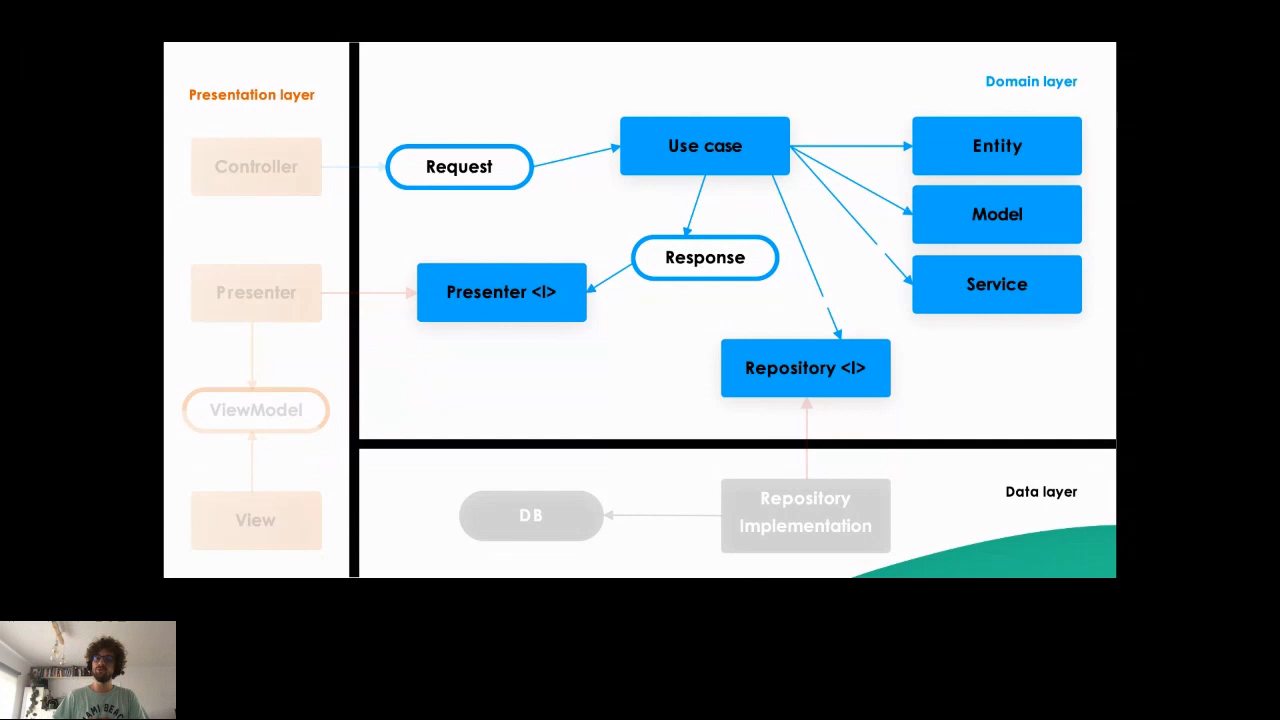 Presentation layer
Domain layer
Controller
Request
Use case
Entity
Model
Response
Service
Presenter
Presenter <I>
Repository <I>
ViewModel
Data layer
Repository
Implementation
DB
View